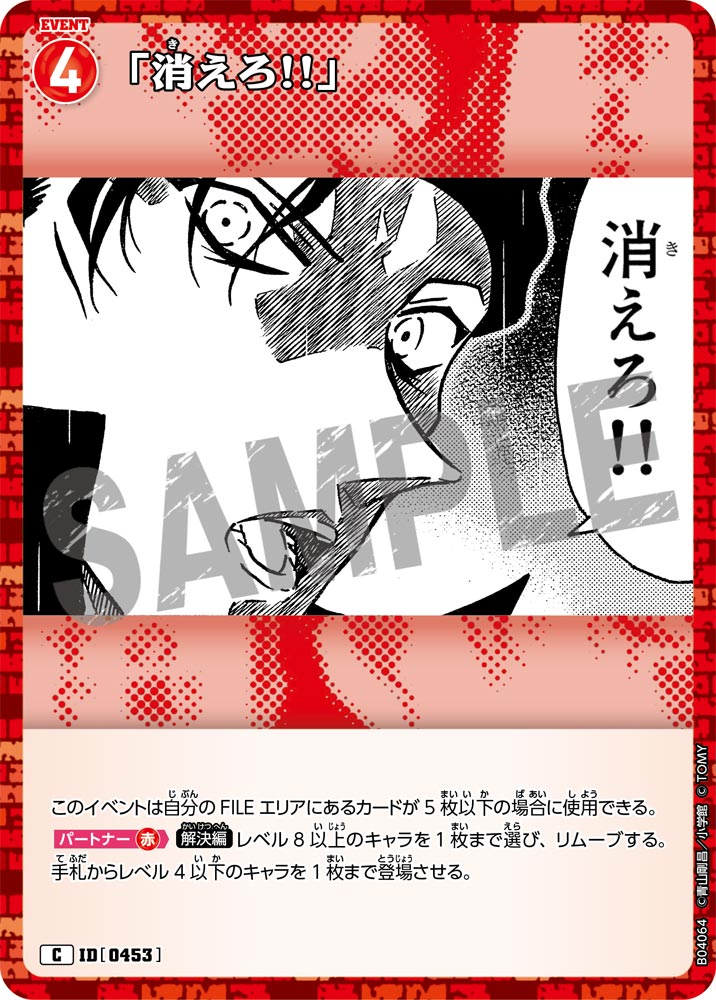 EVENT
4
「消えろ!!」
き
消えろ!!
き
SAMPLE
このイベントは自分のFILEエリアにあるカードが5枚以下の場合に使用できる。
パートナー 赤 解決編 レベル8以上のキャラを1枚まで選び、リムーブする。
手札からレベル4以下のキャラを1枚まで登場させる。
C ID[0453]
B04064 ©青山剛昌/小学館 © TOMY